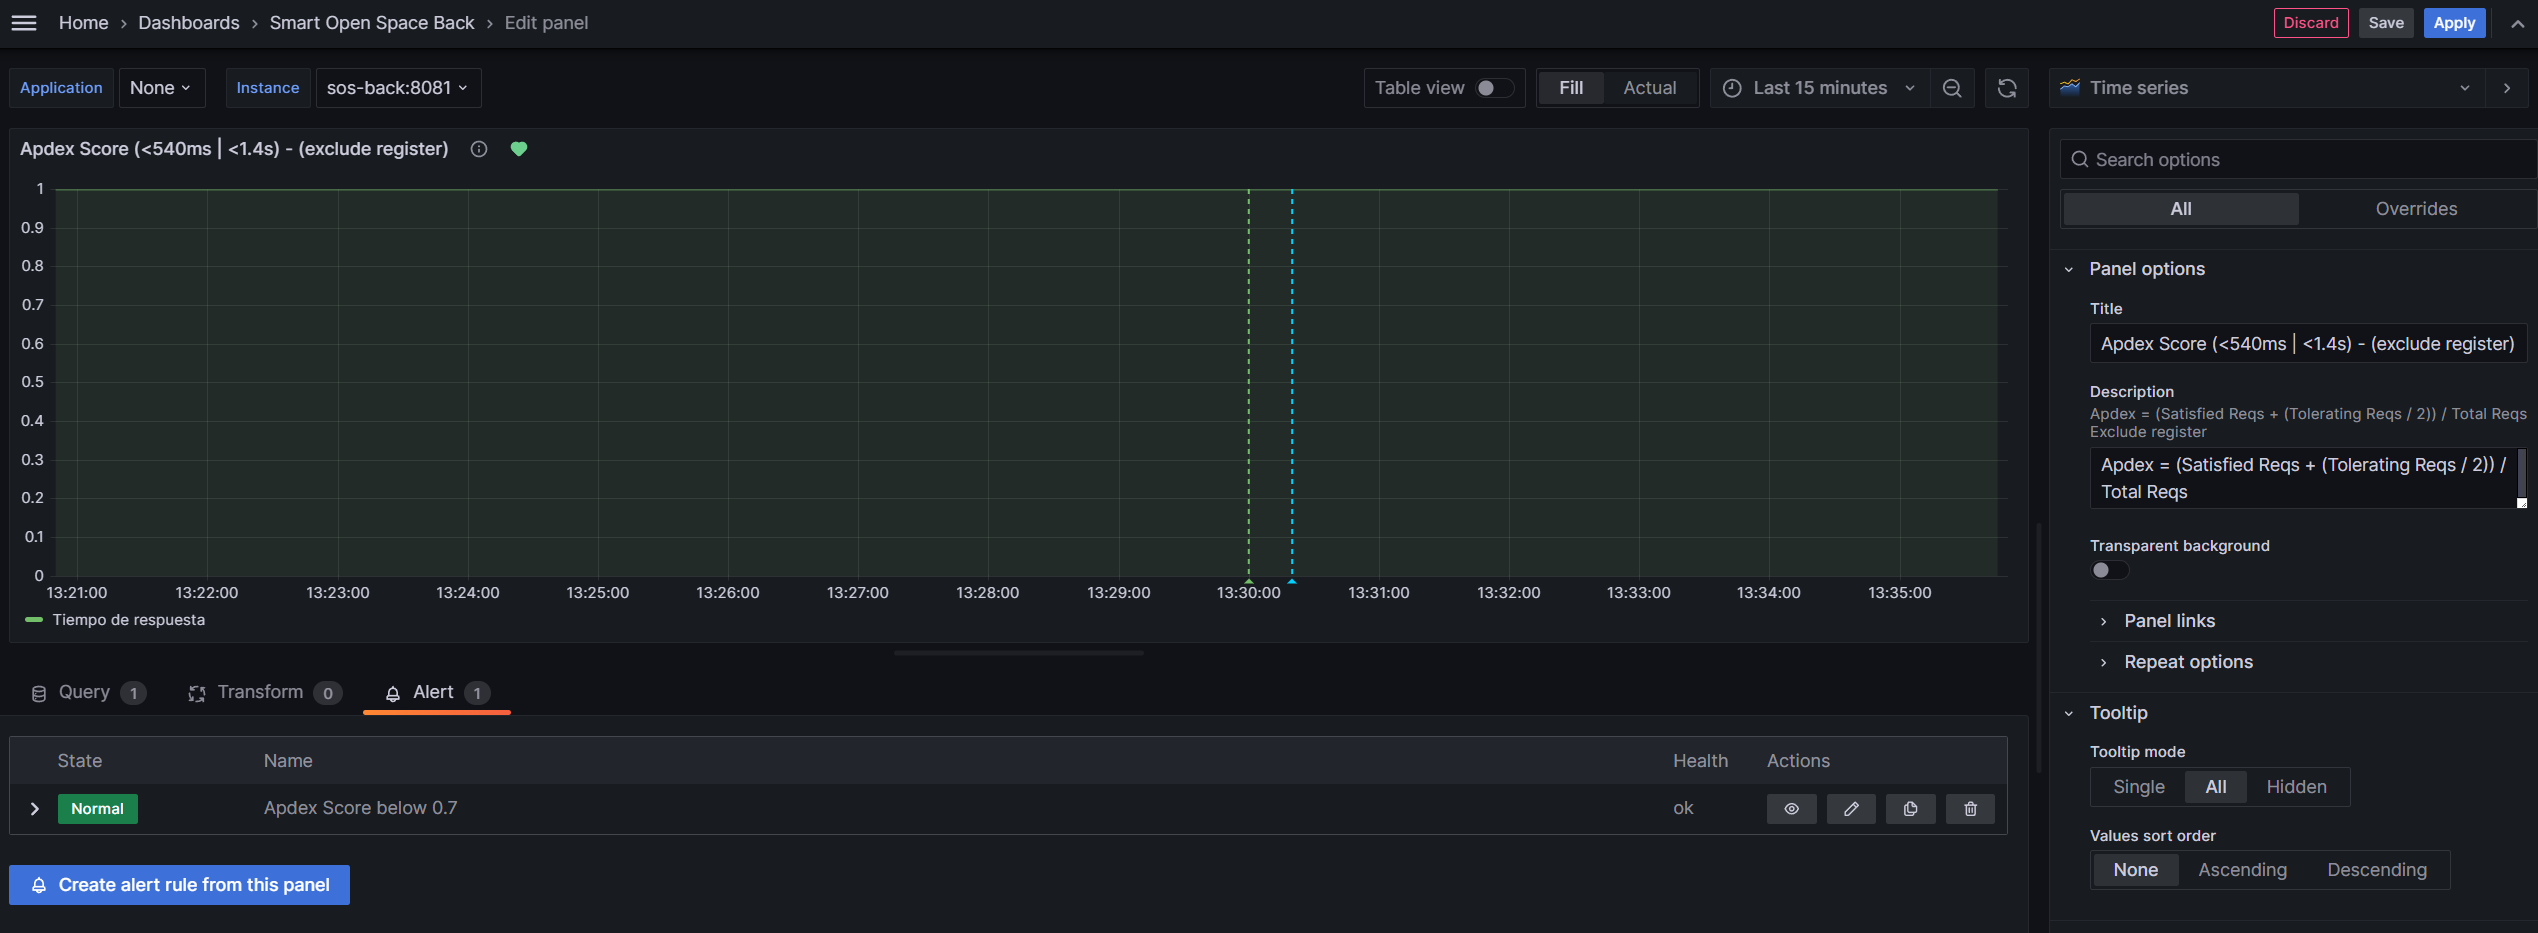 Home > Dashboards > Smart Open Space Back > Edit panel
Discard Save Apply
Application None Instance sos-back:8081
Table view Fill Actual Last 15 minutes
Time series
Apdex Score (<540ms | <1.4s) - (exclude register)
1
0.9
0.8
0.7
0.6
0.5
0.4
0.3
0.2
0.1
0
13:21:00 13:22:00 13:23:00 13:24:00 13:25:00 13:26:00 13:27:00 13:28:00 13:29:00 13:30:00 13:31:00 13:32:00 13:33:00 13:34:00 13:35:00
Tiempo de respuesta
Query 1 Transform 0 Alert 1
State Name Health Actions
Normal Apdex Score below 0.7 ok
Create alert rule from this panel
Search options
All Overrides
Panel options
Title
Apdex Score (<540ms | <1.4s) - (exclude register)
Description
Apdex = (Satisfied Reqs + (Tolerating Reqs / 2)) / Total Reqs
Exclude register
Apdex = (Satisfied Reqs + (Tolerating Reqs / 2)) /
Total Reqs
Transparent background
Panel links
Repeat options
Tooltip
Tooltip mode
Single All Hidden
Values sort order
None Ascending Descending